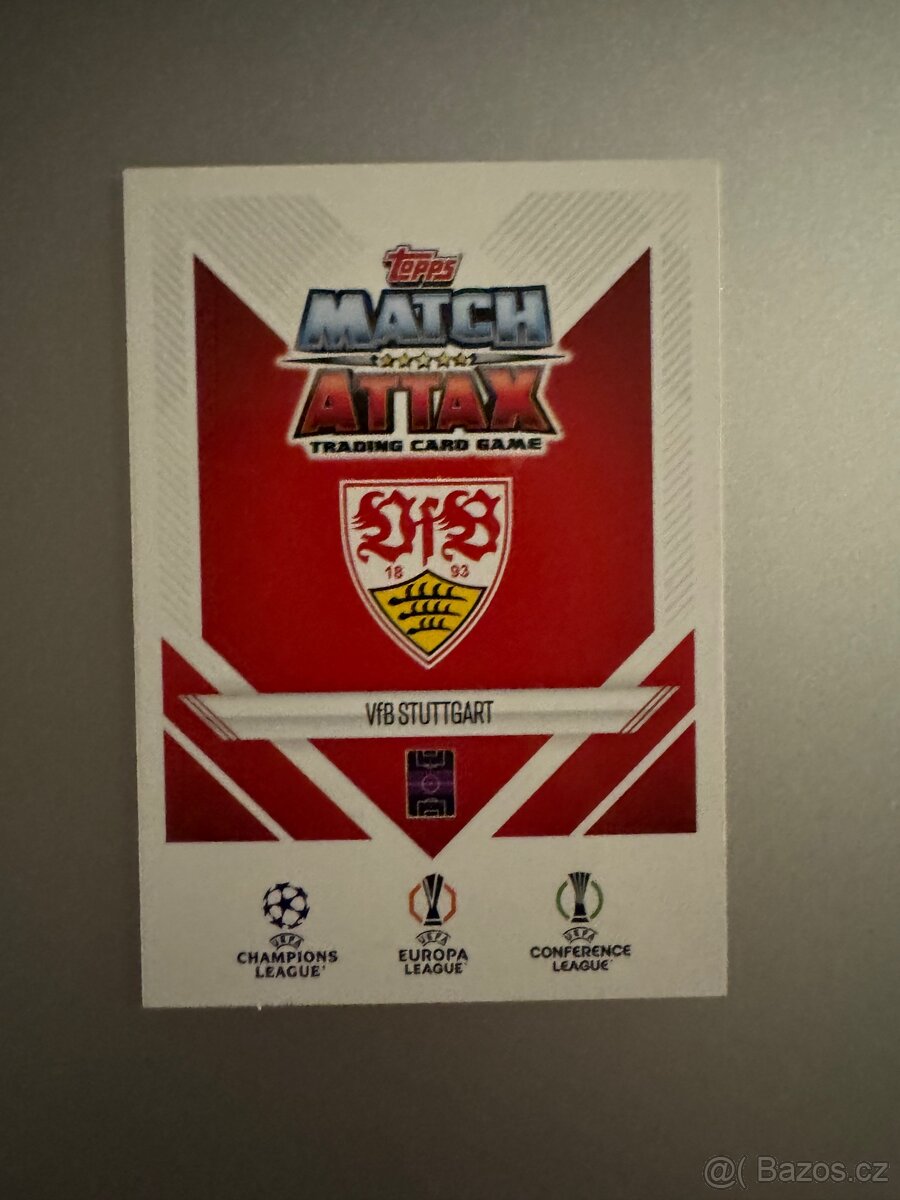 topps
MATCH
ATTAX
TRADING CARD GAME
VfB
18 93
VfB STUTTGART
UEFA
CHAMPIONS
LEAGUE
UEFA
EUROPA
LEAGUE
UEFA
CONFERENCE
LEAGUE
@( Bazos.cz